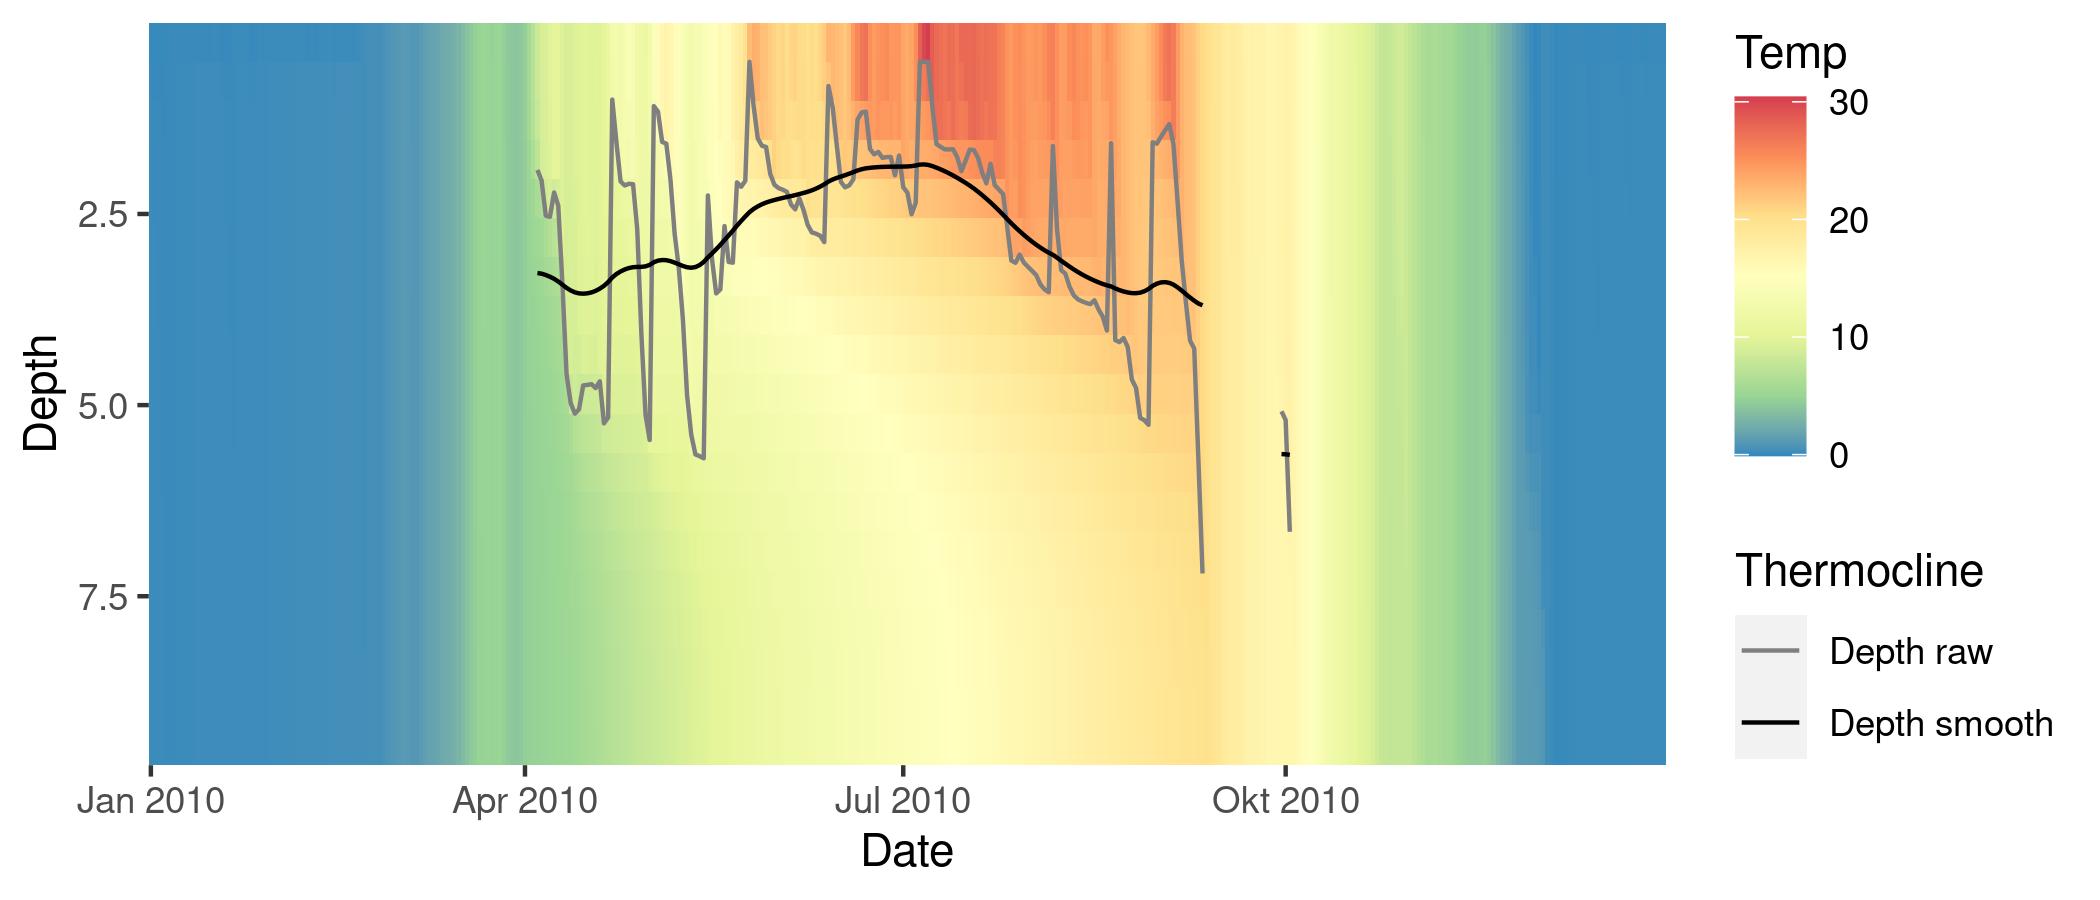 Temp
30
20
10
0
Thermocline
Depth raw
Depth smooth
Depth
2.5
5.0
7.5
Jan 2010
Apr 2010
Jul 2010
Okt 2010
Date